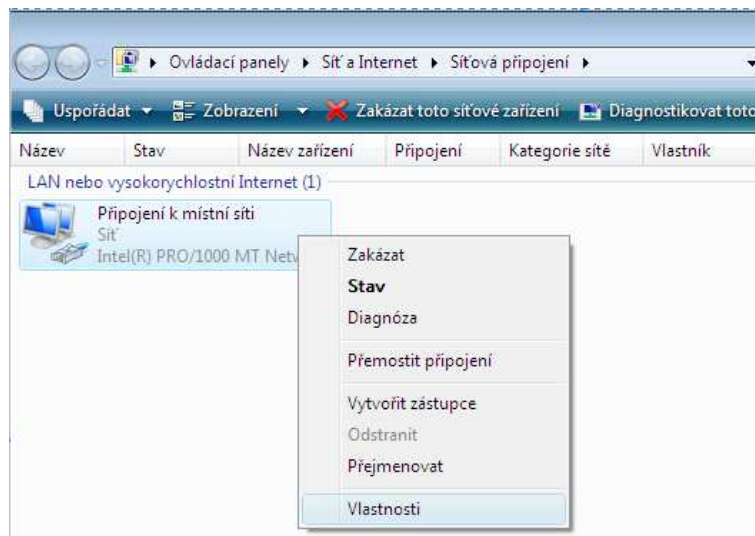 Ovládací panely Síť a Internet Síťová připojení
Uspořádat Zobrazení Zakázat toto síťové zařízení Diagnostikovat toto
Název Stav Název zařízení Připojení Kategorie sítě Vlastník
LAN nebo vysokorychlostní Internet (1)
Připojení k místní síti
Síť
Intel(R) PRO/1000 MT Netw
Zakázat
Stav
Diagnóza
Přemostit připojení
Vytvořit zástupce
Odstranit
Přejmenovat
Vlastnosti